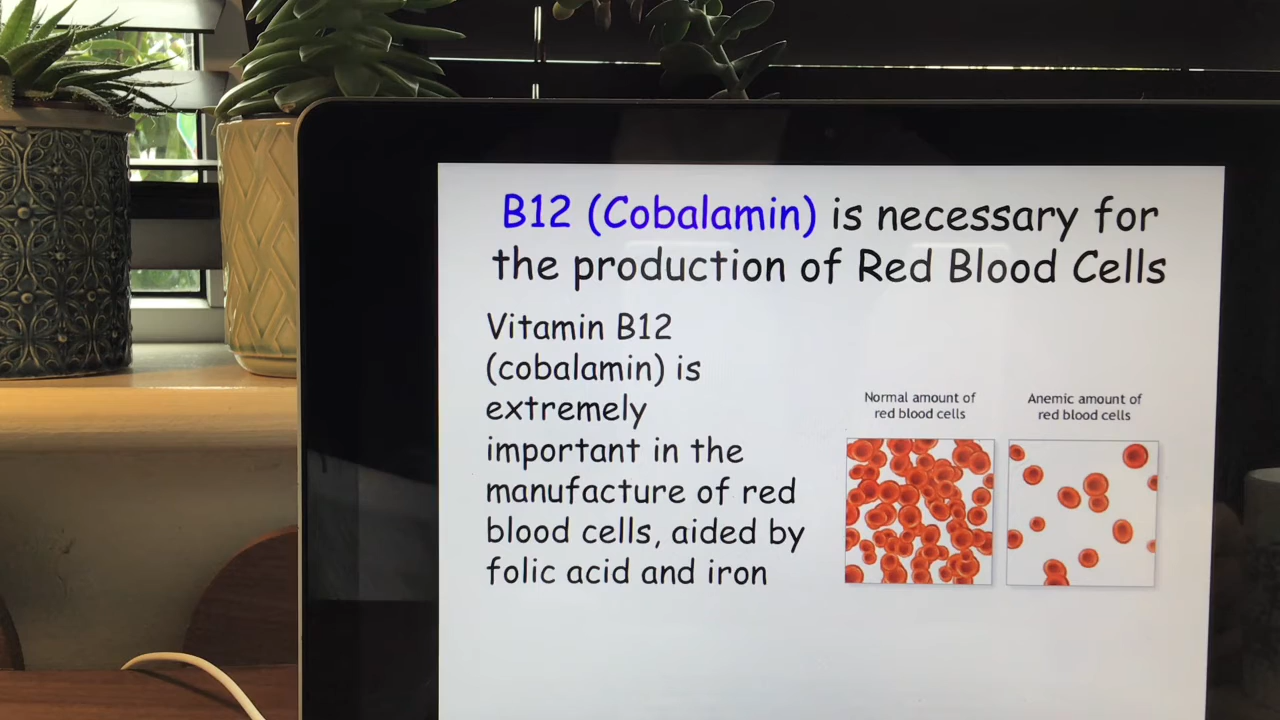 B12 (Cobalamin) is necessary for
the production of Red Blood Cells
Vitamin B12
(cobalamin) is
extremely
important in the
manufacture of red
blood cells, aided by
folic acid and iron
Normal amount of
red blood cells
Anemic amount of
red blood cells